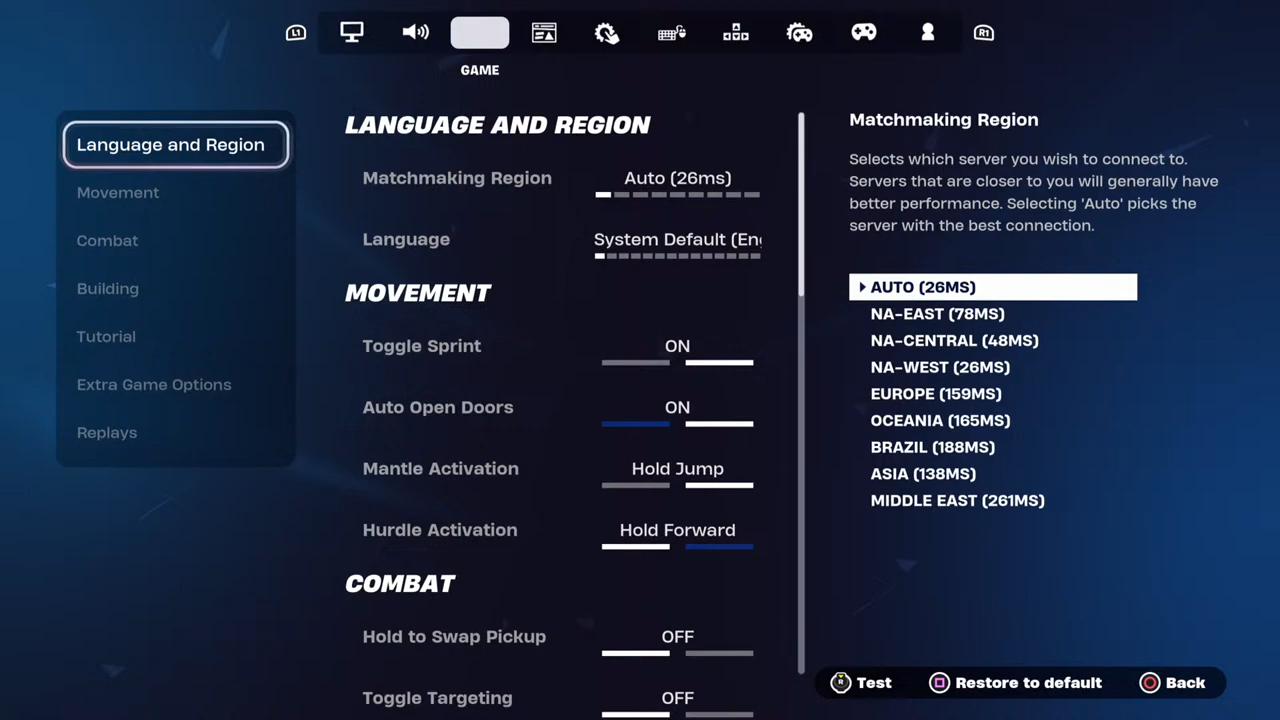 L1
R1
GAME
Language and Region
Movement
Combat
Building
Tutorial
Extra Game Options
Replays
LANGUAGE AND REGION
Matchmaking Region Auto (26ms)
Language System Default (Eng
MOVEMENT
Toggle Sprint ON
Auto Open Doors ON
Mantle Activation Hold Jump
Hurdle Activation Hold Forward
COMBAT
Hold to Swap Pickup OFF
Toggle Targeting OFF
Matchmaking Region
Selects which server you wish to connect to.
Servers that are closer to you will generally have
better performance. Selecting 'Auto' picks the
server with the best connection.
AUTO (26MS)
NA-EAST (78MS)
NA-CENTRAL (48MS)
NA-WEST (26MS)
EUROPE (159MS)
OCEANIA (165MS)
BRAZIL (188MS)
ASIA (138MS)
MIDDLE EAST (261MS)
R Test Restore to default Back